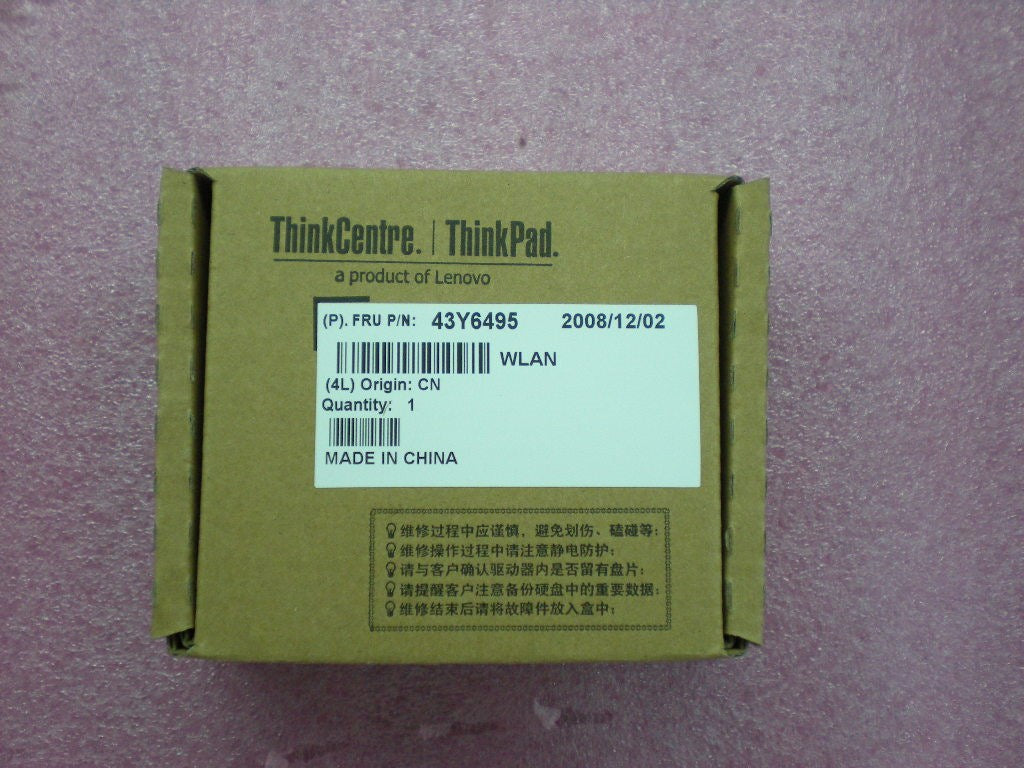 ThinkCentre. | ThinkPad.
a product of Lenovo
(P). FRU P/N: 43Y6495 2008/12/02
WLAN
(4L) Origin: CN
Quantity: 1
MADE IN CHINA
维修过程中应谨慎，避免划伤、磕碰等；
维修操作过程中请注意静电防护；
请与客户确认驱动器内是否留有盘片；
请提醒客户注意备份硬盘中的重要数据；
维修结束后请将故障件放入盒中；